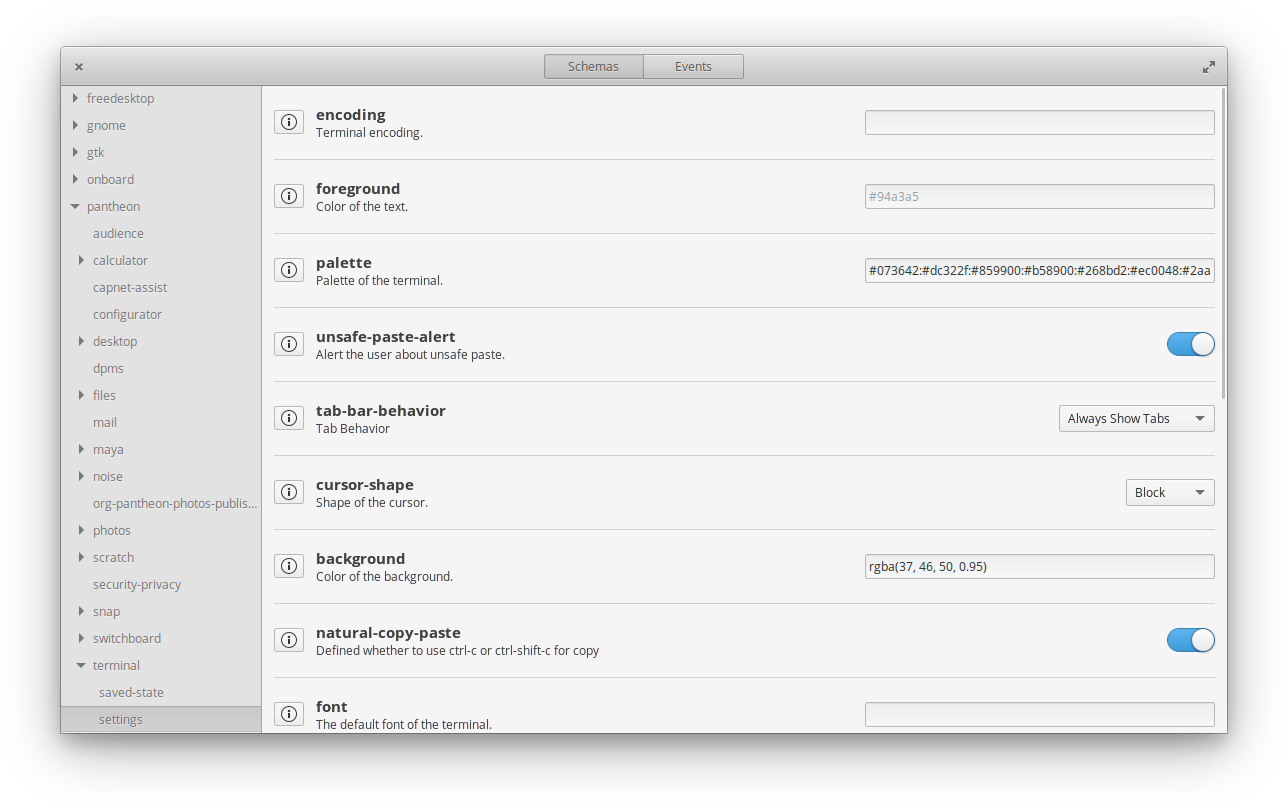 Schemas
Events
freedesktop
gnome
gtk
onboard
pantheon
audience
calculator
capnet-assist
configurator
desktop
dpms
files
mail
maya
noise
org-pantheon-photos-publis...
photos
scratch
security-privacy
snap
switchboard
terminal
saved-state
settings
encoding
Terminal encoding.
foreground
Color of the text.
#94a3a5
palette
Palette of the terminal.
#073642:#dc322f:#859900:#b58900:#268bd2:#ec0048:#2aa
unsafe-paste-alert
Alert the user about unsafe paste.
tab-bar-behavior
Tab Behavior
Always Show Tabs
cursor-shape
Shape of the cursor.
Block
background
Color of the background.
rgba(37, 46, 50, 0.95)
natural-copy-paste
Defined whether to use ctrl-c or ctrl-shift-c for copy
font
The default font of the terminal.